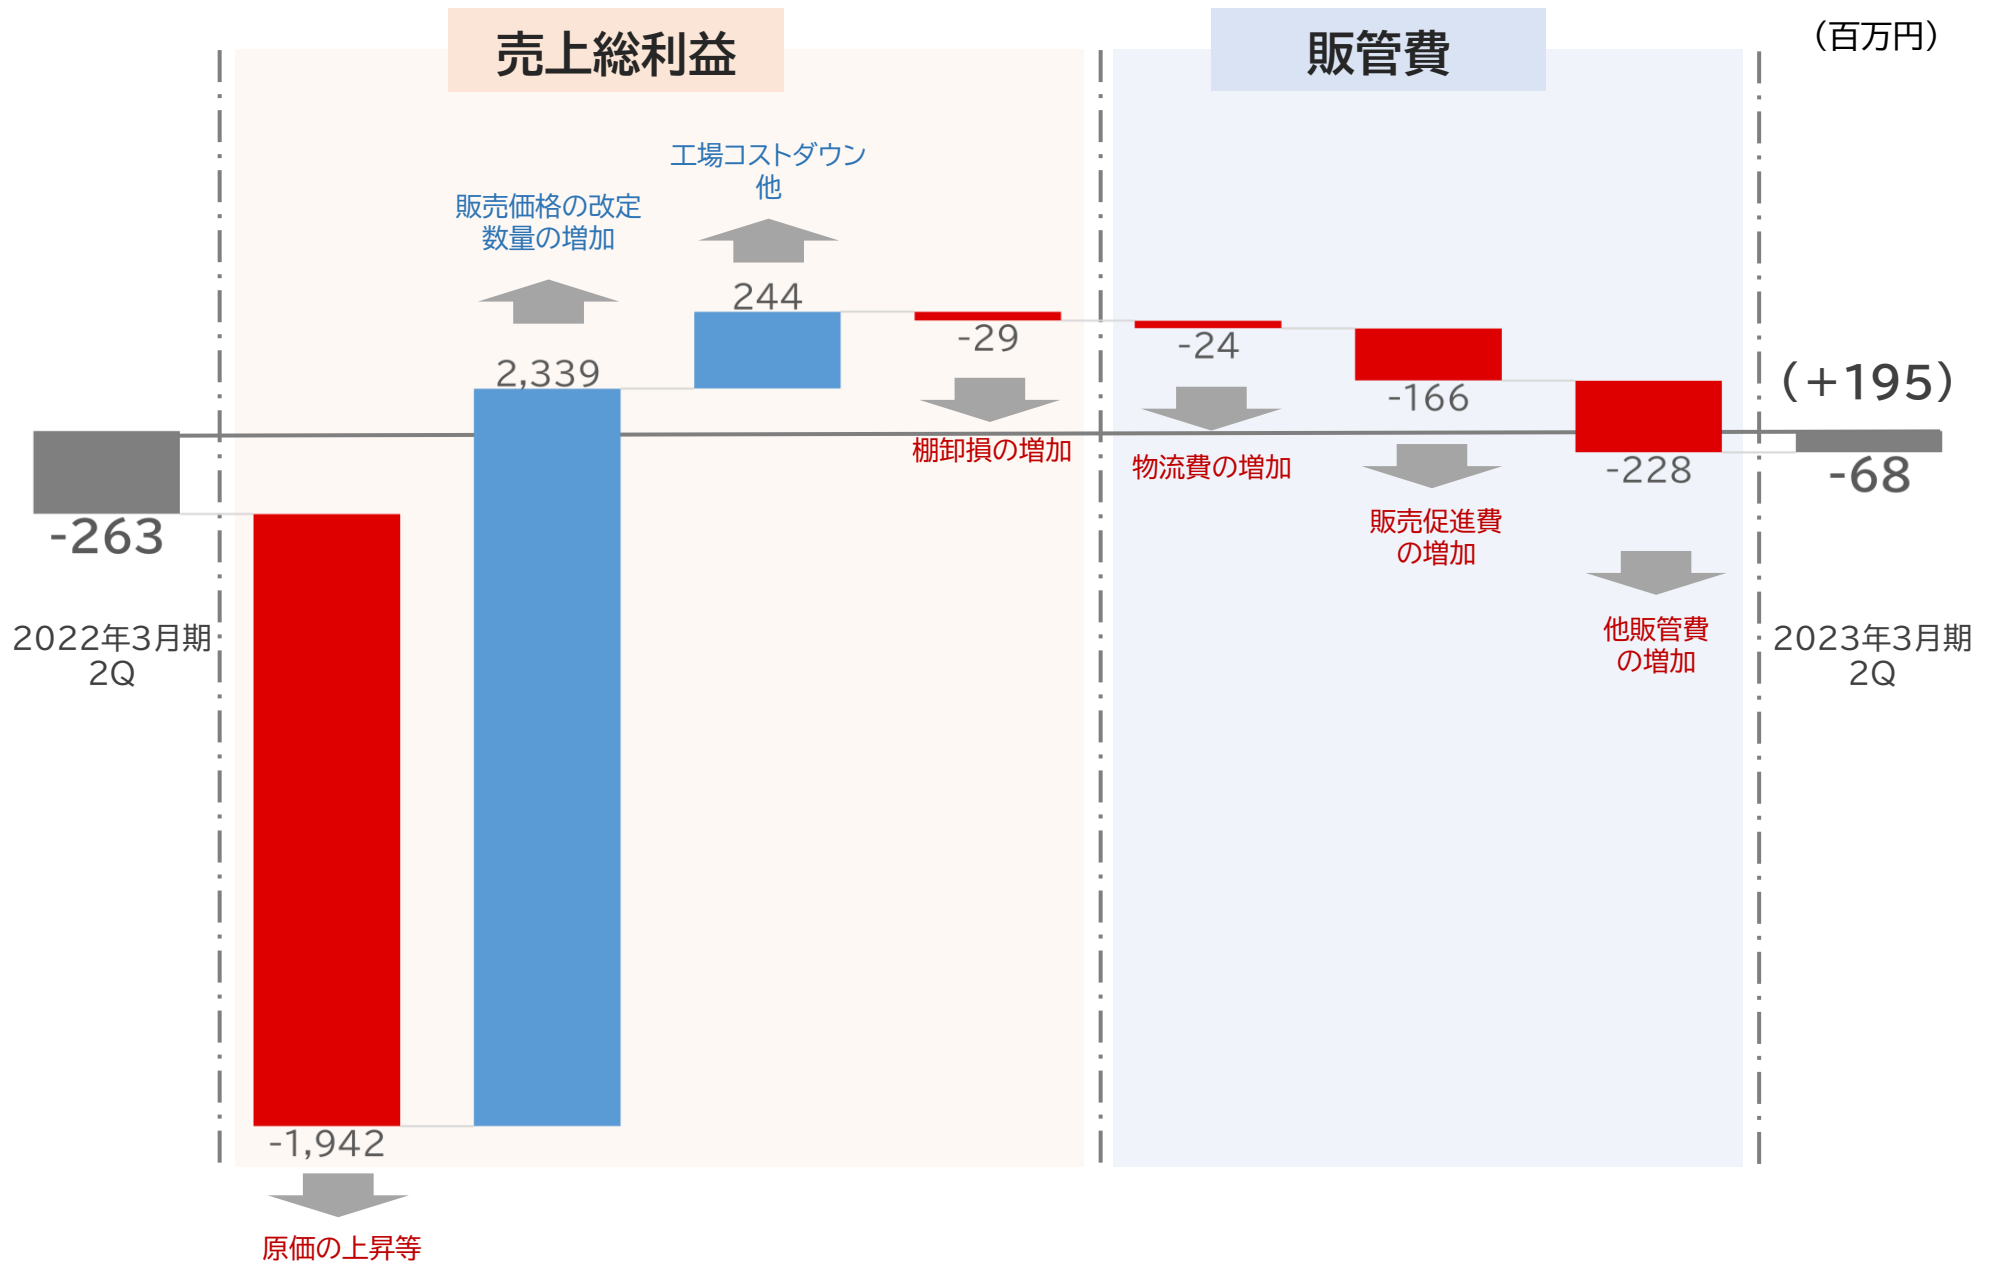 売上総利益
販管費
（百万円）
工場コストダウン
他
販売価格の改定
数量の増加
244
2,339
-29
-24
-166
（+195）
棚卸損の増加
物流費の増加
-228
-68
-263
販売促進費
の増加
他販管費
の増加
2022年3月期
2Q
2023年3月期
2Q
-1,942
原価の上昇等